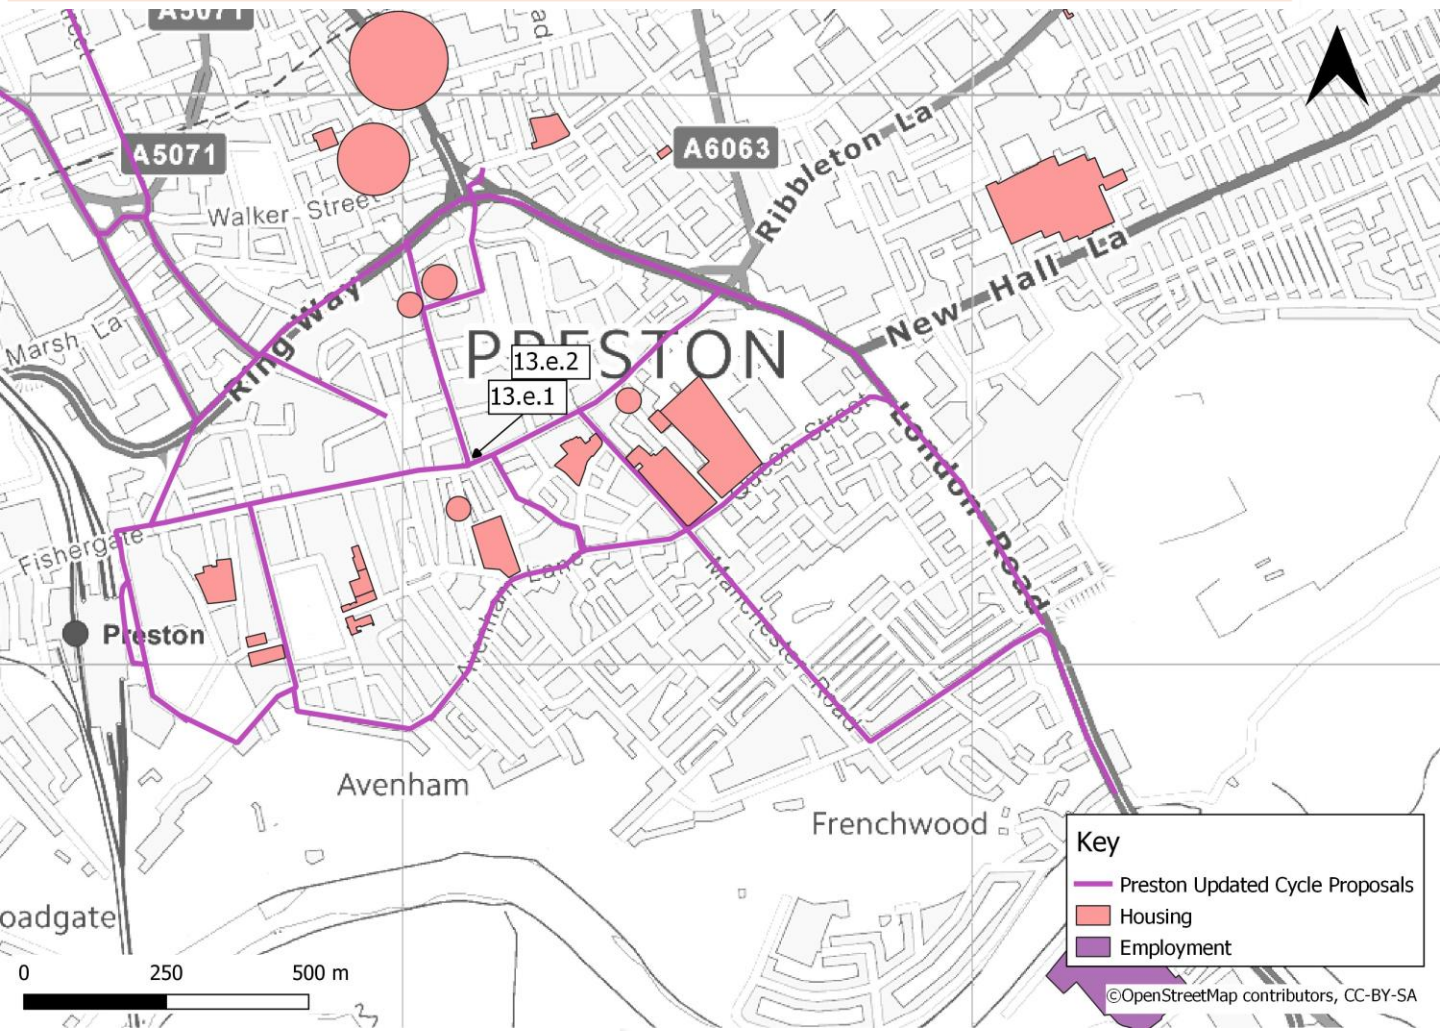 A5071
ad
A5071
A6063
Ribbleton La
Walker Street
New Hall La
Ring Way
Marsh La
PRESTON
13.e.2
13.e.1
Queen Street
London Road
Fishergate
Avenham Lane
Manchester Road
Preston
Avenham
Frenchwood
Key
Preston Updated Cycle Proposals
Housing
Employment
oadgate
0 250 500 m
©OpenStreetMap contributors, CC-BY-SA